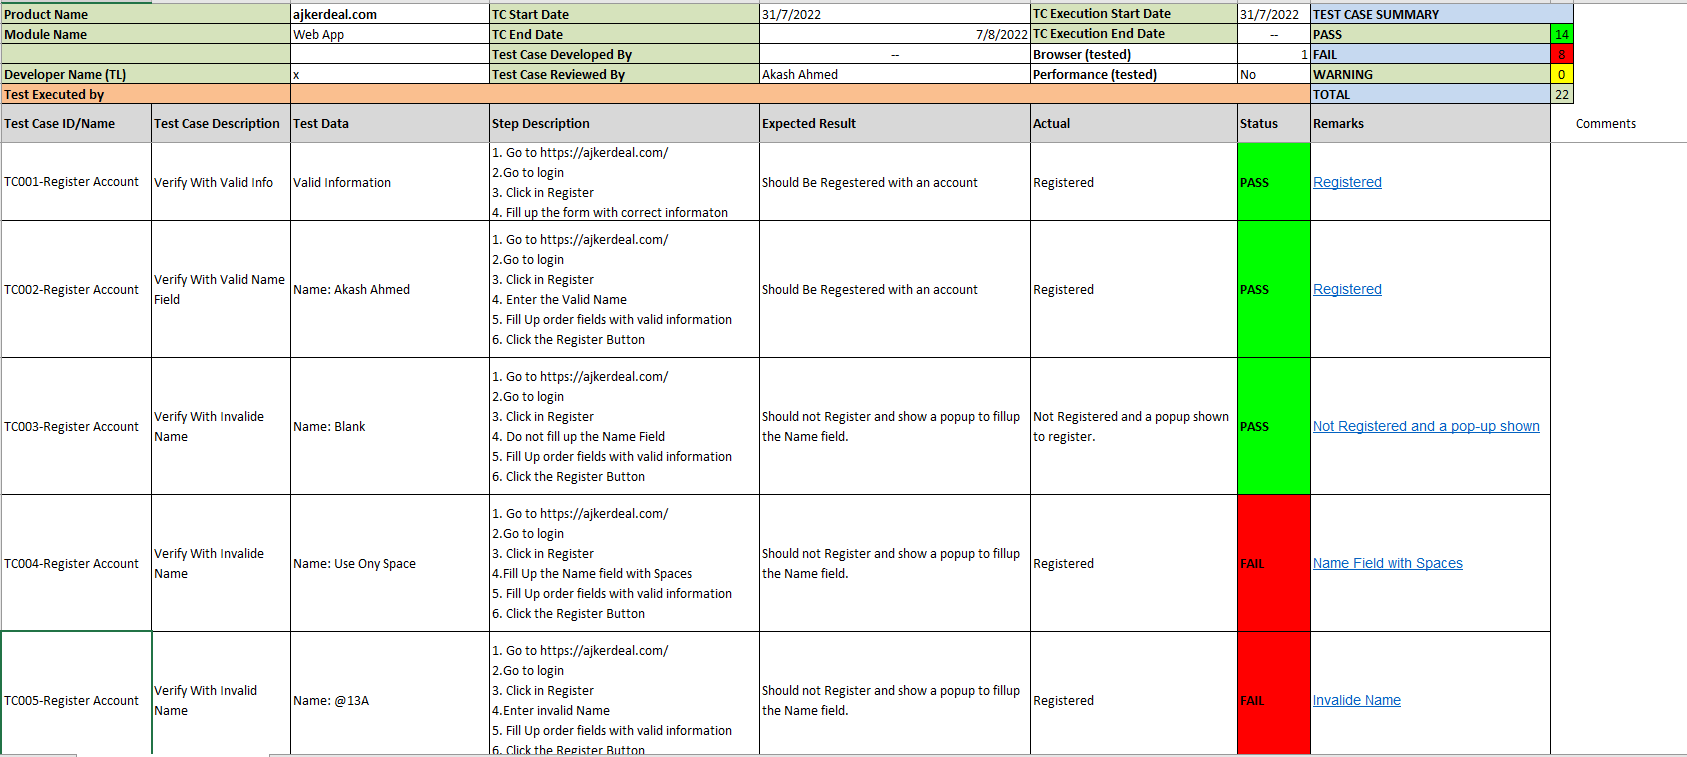 Product Name ajkerdeal.com TC Start Date 31/7/2022 TC Execution Start Date 31/7/2022 TEST CASE SUMMARY
Module Name Web App TC End Date 7/8/2022 TC Execution End Date -- PASS 14
Test Case Developed By -- Browser (tested) 1 FAIL 8
Developer Name (TL) x Test Case Reviewed By Akash Ahmed Performance (tested) No WARNING 0
Test Executed by TOTAL 22
Test Case ID/Name Test Case Description Test Data Step Description Expected Result Actual Status Remarks Comments
TC001-Register Account
Verify With Valid Info
Valid Information
1. Go to https://ajkerdeal.com/
2.Go to login
3. Click in Register
4. Fill up the form with correct informaton
Should Be Regestered with an account
Registered
PASS
Registered
TC002-Register Account
Verify With Valid Name
Field
Name: Akash Ahmed
1. Go to https://ajkerdeal.com/
2.Go to login
3. Click in Register
4. Enter the Valid Name
5. Fill Up order fields with valid information
6. Click the Register Button
Should Be Regestered with an account
Registered
PASS
Registered
TC003-Register Account
Verify With Invalide
Name
Name: Blank
1. Go to https://ajkerdeal.com/
2.Go to login
3. Click in Register
4. Do not fill up the Name Field
5. Fill Up order fields with valid information
6. Click the Register Button
Should not Register and show a popup to fillup
the Name field.
Not Registered and a popup shown
to register.
PASS
Not Registered and a pop-up shown
TC004-Register Account
Verify With Invalide
Name
Name: Use Ony Space
1. Go to https://ajkerdeal.com/
2.Go to login
3. Click in Register
4.Fill Up the Name field with Spaces
5. Fill Up order fields with valid information
6. Click the Register Button
Should not Register and show a popup to fillup
the Name field.
Registered
FAIL
Name Field with Spaces
TC005-Register Account
Verify With Invalid
Name
Name: @13A
1. Go to https://ajkerdeal.com/
2.Go to login
3. Click in Register
4.Enter invalid Name
5. Fill Up order fields with valid information
6. Click the Register Button
Should not Register and show a popup to fillup
the Name field.
Registered
FAIL
Invalide Name